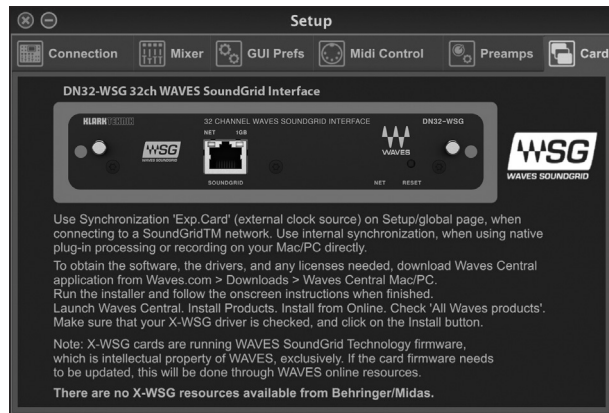 Setup
Connection
Mixer
GUI Prefs
Midi Control
Preamps
Card
DN32-WSG 32ch WAVES SoundGrid Interface
KLARK TEKNIK
32 CHANNEL WAVES SOUNDGRID INTERFACE
DN32-WSG
NET 1GB
WSG
WAVES SOUNDGRID
WAVES
SOUNDGRID
NET RESET
WSG
WAVES SOUNDGRID
Use Synchronization 'Exp.Card' (external clock source) on Setup/global page, when
connecting to a SoundGridTM network. Use internal synchronization, when using native
plug-in processing or recording on your Mac/PC directly.
To obtain the software, the drivers, and any licenses needed, download Waves Central
application from Waves.com > Downloads > Waves Central Mac/PC.
Run the installer and follow the onscreen instructions when finished.
Launch Waves Central. Install Products. Install from Online. Check 'All Waves products'.
Make sure that your X-WSG driver is checked, and click on the Install button.
Note: X-WSG cards are running WAVES SoundGrid Technology firmware,
which is intellectual property of WAVES, exclusively. If the card firmware needs
to be updated, this will be done through WAVES online resources.
There are no X-WSG resources available from Behringer/Midas.